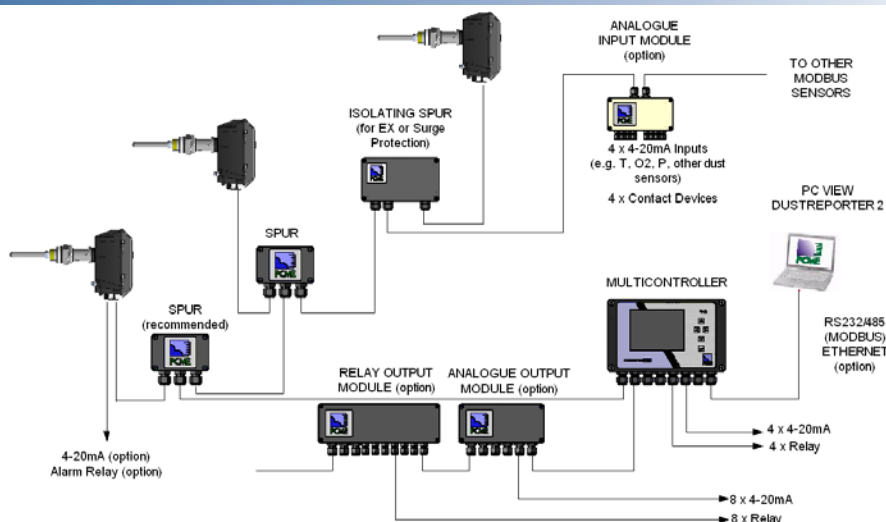 ANALOGUE
INPUT MODULE
(option)
TO OTHER
MODBUS
SENSORS
ISOLATING SPUR
(for EX or Surge
Protection)
4 x 4-20mA Inputs
(e.g. T, O2, P, other dust
sensors)
4 x Contact Devices
PC VIEW
DUSTREPORTER 2
SPUR
PCME
MULTICONTROLLER
SPUR
(recommended)
PCME
RS232/485
(MODBUS)
ETHERNET
(option)
RELAY OUTPUT
MODULE (option)
ANALOGUE OUTPUT
MODULE (option)
4-20mA (option)
Alarm Relay (option)
4 x 4-20mA
4 x Relay
8 x 4-20mA
8 x Relay